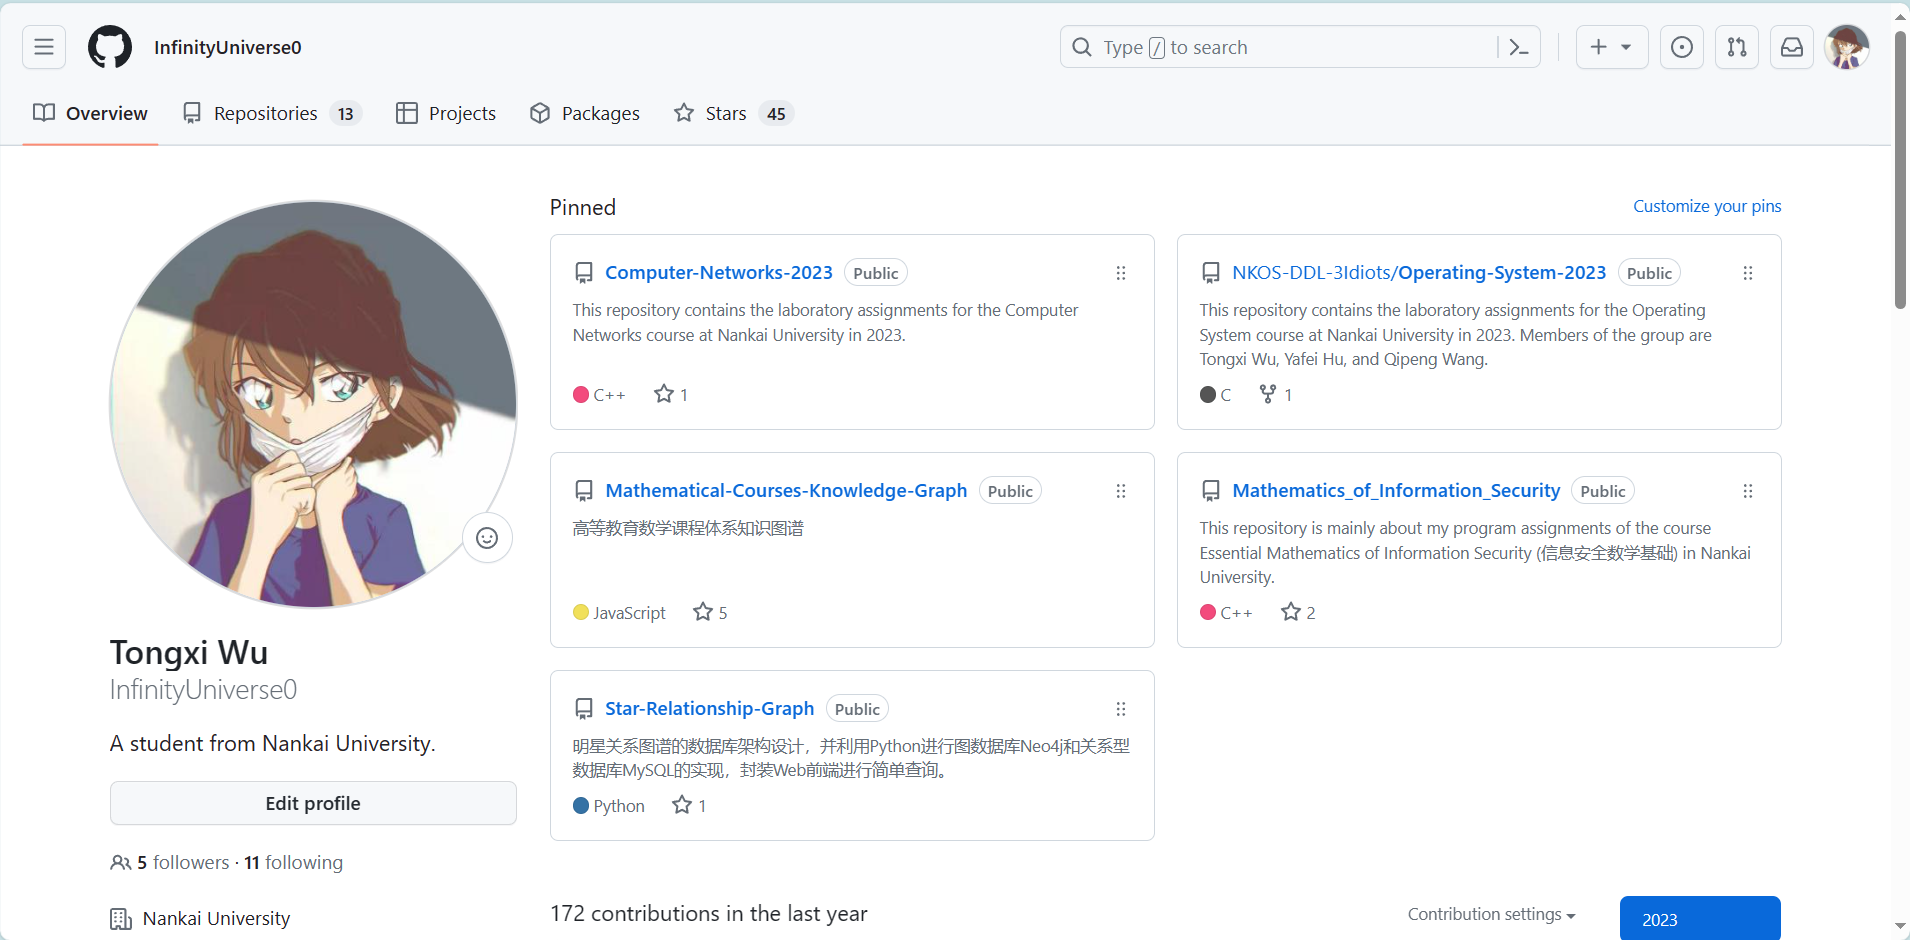 InfinityUniverse0
Type / to search
Overview
Repositories 13
Projects
Packages
Stars 45
Pinned
Customize your pins
Computer-Networks-2023 Public
This repository contains the laboratory assignments for the Computer
Networks course at Nankai University in 2023.
C++ 1
NKOS-DDL-3Idiots/Operating-System-2023 Public
This repository contains the laboratory assignments for the Operating
System course at Nankai University in 2023. Members of the group are
Tongxi Wu, Yafei Hu, and Qipeng Wang.
C 1
Mathematical-Courses-Knowledge-Graph Public
高等教育数学课程体系知识图谱
JavaScript 5
Mathematics_of_Information_Security Public
This repository is mainly about my program assignments of the course
Essential Mathematics of Information Security (信息安全数学基础) in Nankai
University.
C++ 2
Star-Relationship-Graph Public
明星关系图谱的数据库架构设计，并利用Python进行图数据库Neo4j和关系型
数据库MySQL的实现，封装Web前端进行简单查询。
Python 1
Tongxi Wu
InfinityUniverse0
A student from Nankai University.
Edit profile
5 followers · 11 following
Nankai University
172 contributions in the last year
Contribution settings
2023